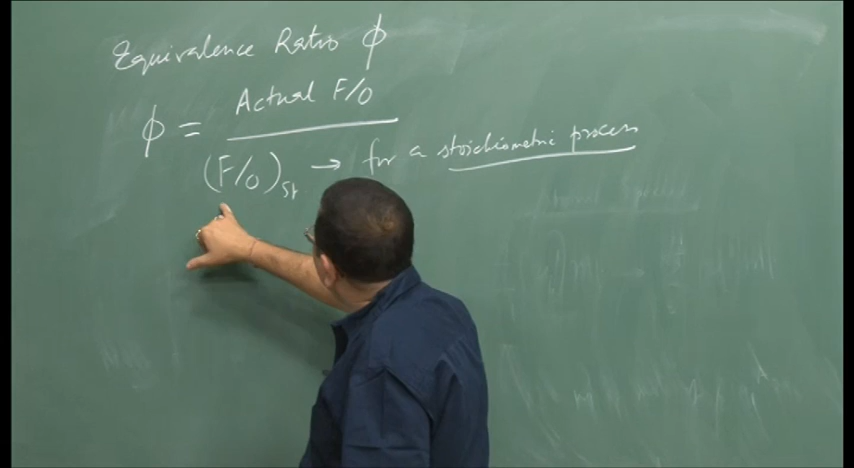 Equivalence Ratio ϕ
ϕ = Actual F/O
(F/O)st → for a stoichiometric process